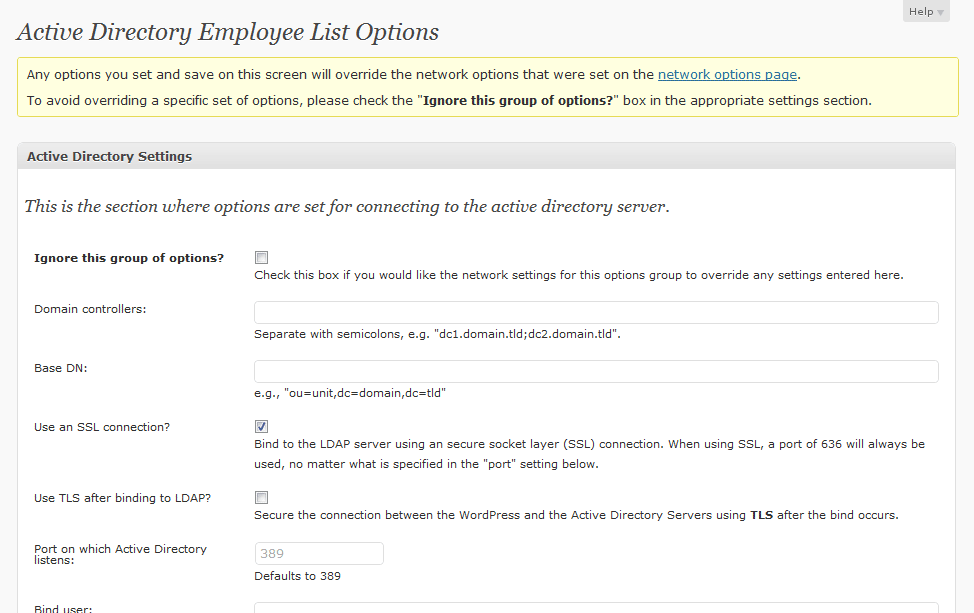 Help
Active Directory Employee List Options
Any options you set and save on this screen will override the network options that were set on the network options page.
To avoid overriding a specific set of options, please check the "Ignore this group of options?" box in the appropriate settings section.
Active Directory Settings
This is the section where options are set for connecting to the active directory server.
Ignore this group of options?
Check this box if you would like the network settings for this options group to override any settings entered here.
Domain controllers:
Separate with semicolons, e.g. "dc1.domain.tld;dc2.domain.tld".
Base DN:
e.g., "ou=unit,dc=domain,dc=tld"
Use an SSL connection?
Bind to the LDAP server using an secure socket layer (SSL) connection. When using SSL, a port of 636 will always be
used, no matter what is specified in the "port" setting below.
Use TLS after binding to LDAP?
Secure the connection between the WordPress and the Active Directory Servers using TLS after the bind occurs.
Port on which Active Directory
listens:
389
Defaults to 389
Bind user: